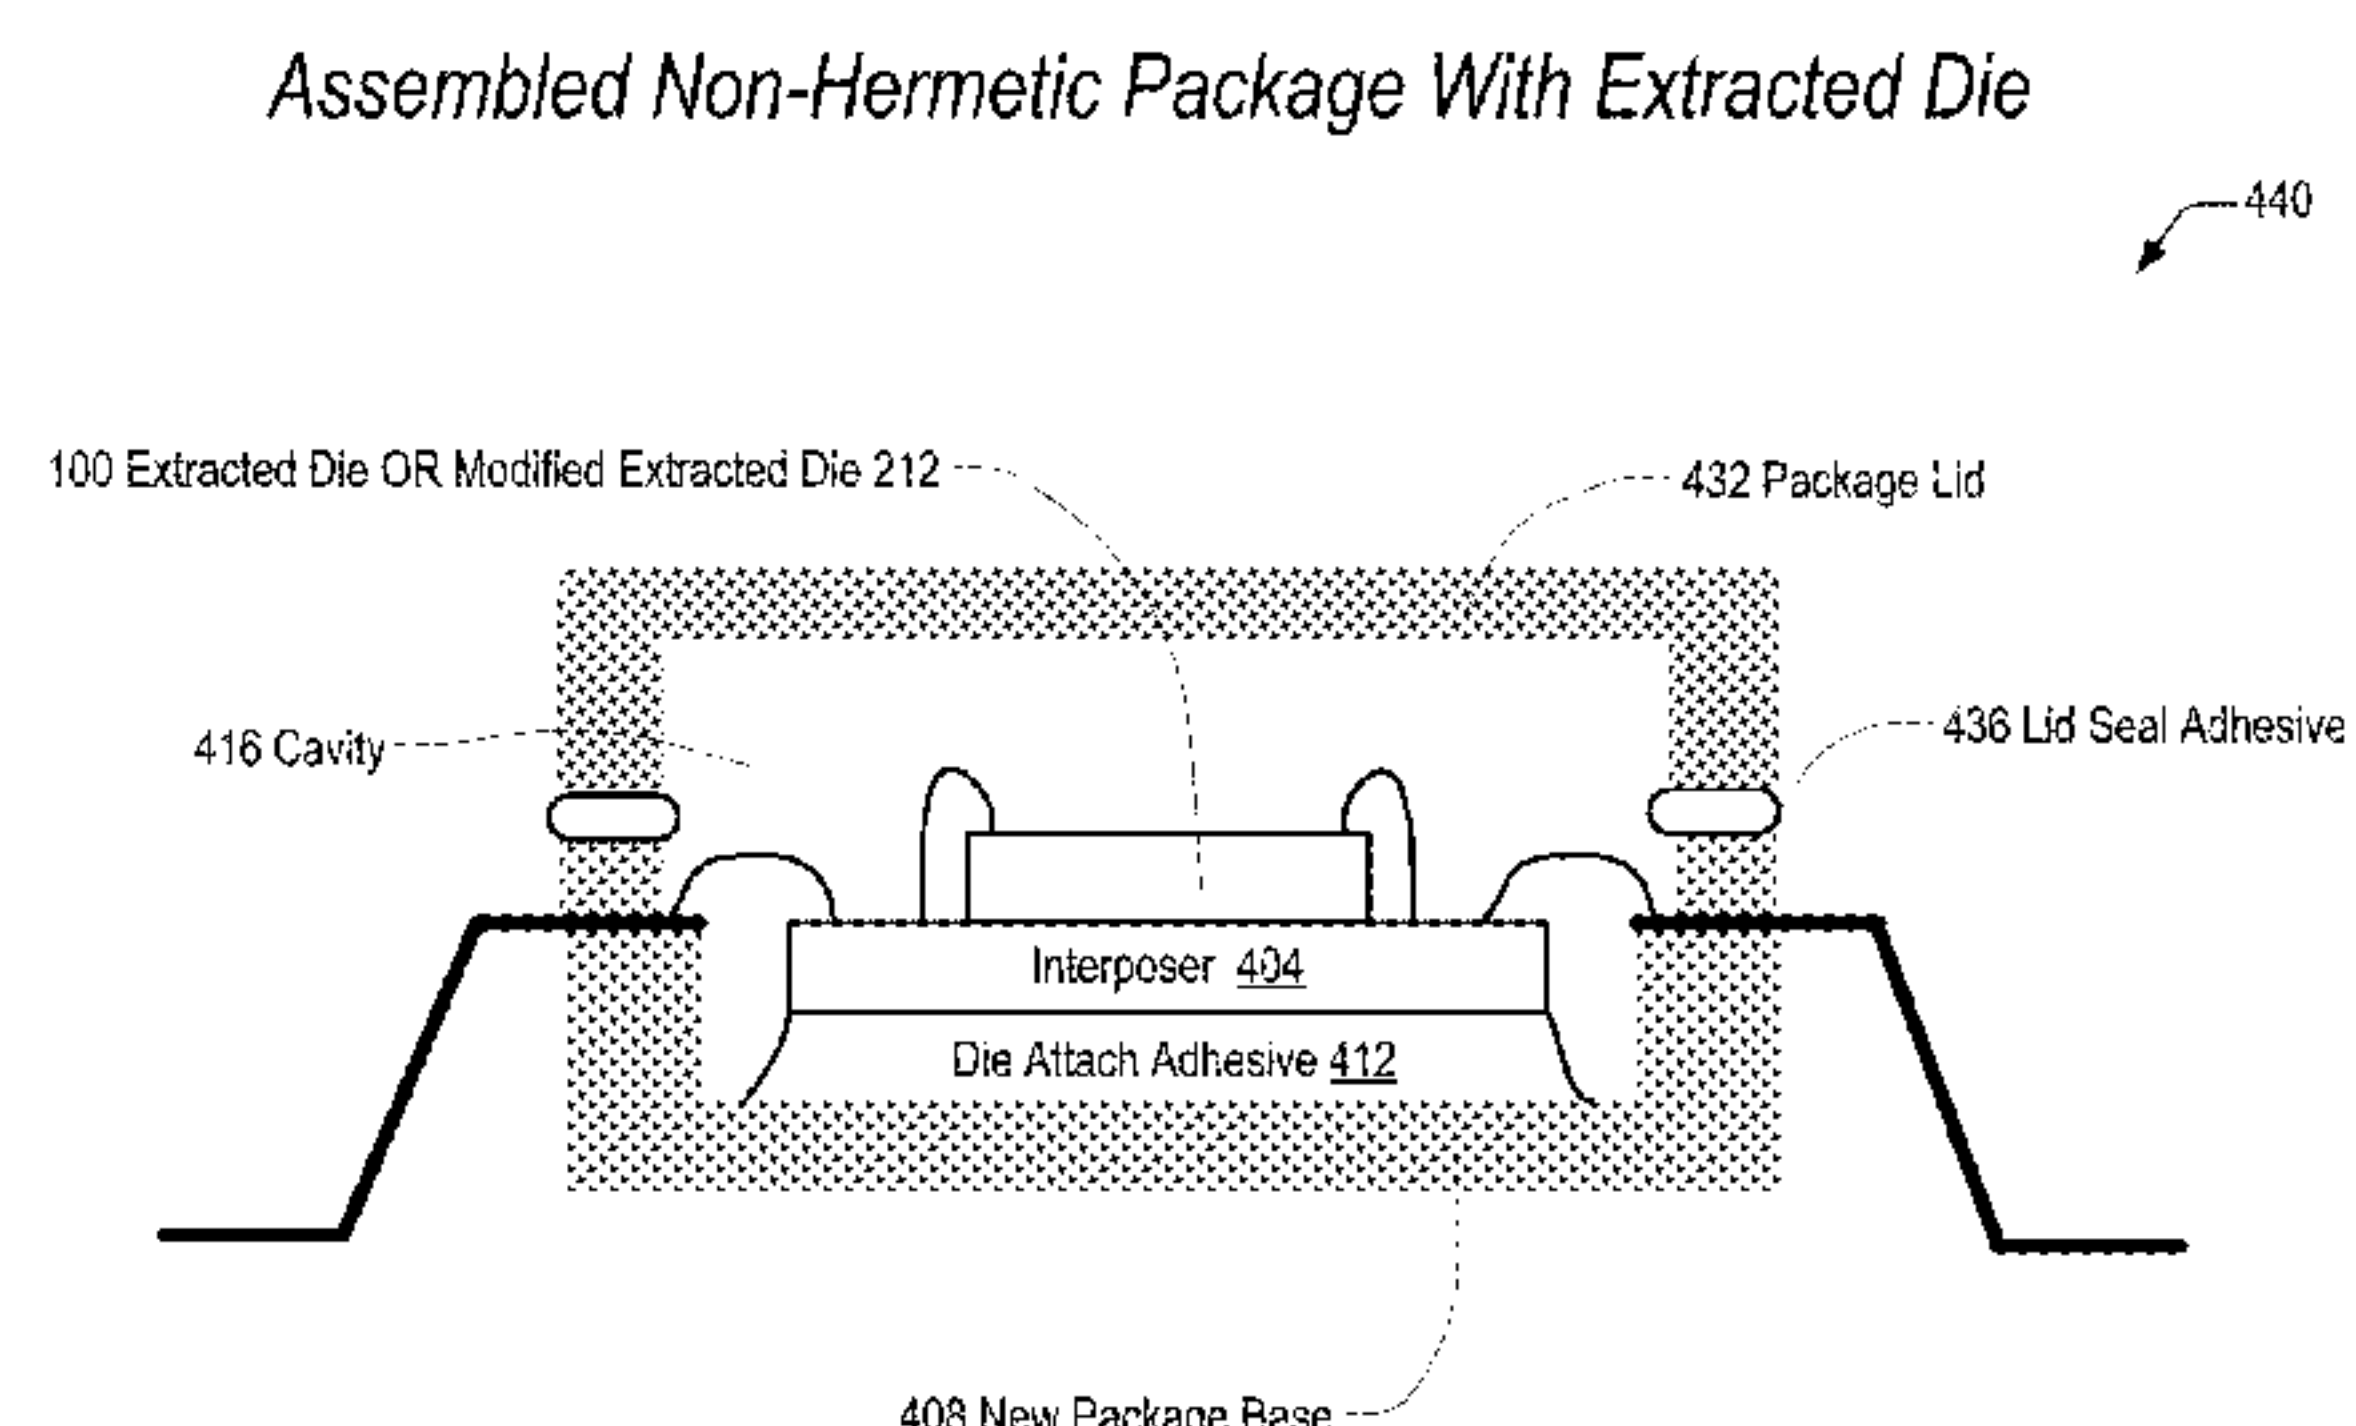 Assembled Non-Hermetic Package With Extracted Die
440
100 Extracted Die OR Modified Extracted Die 212
432 Package Lid
416 Cavity
436 Lid Seal Adhesive
Interposer 404
Die Attach Adhesive 412
408 New Package Base